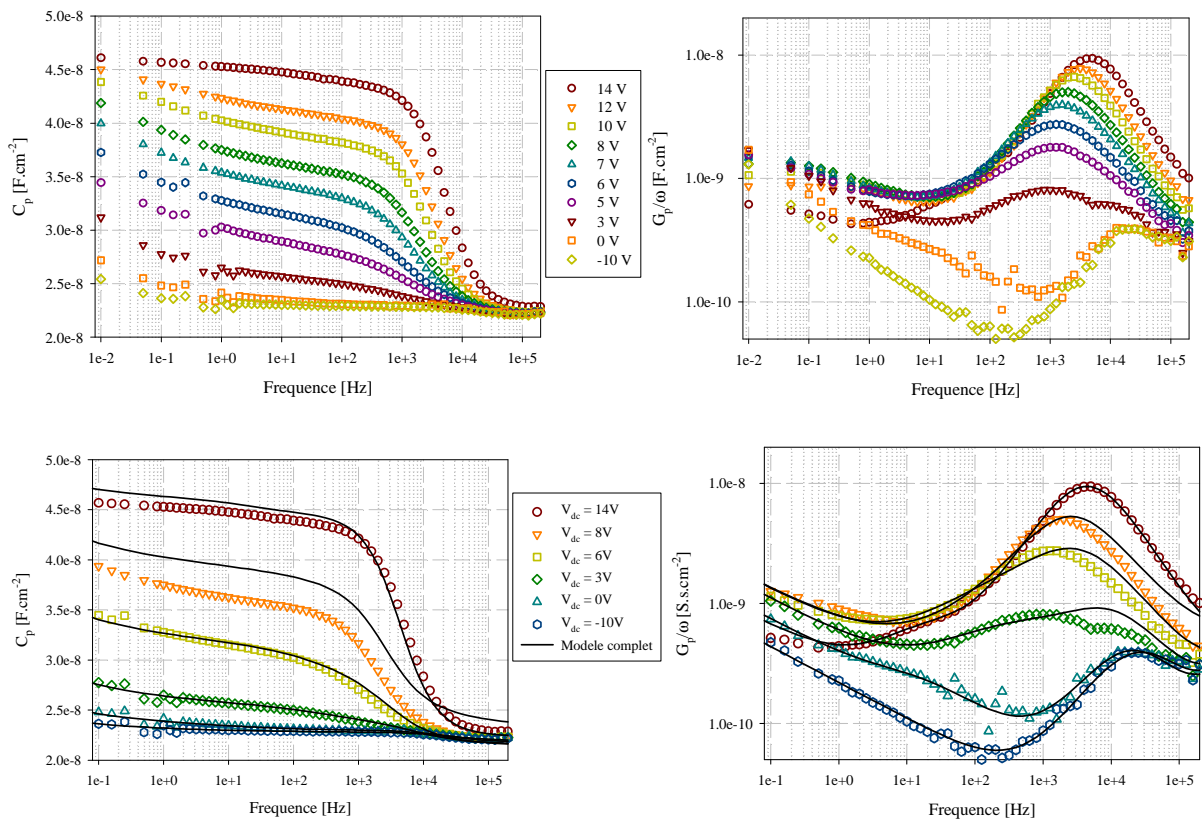 5.0e-8
4.5e-8
4.0e-8
3.5e-8
3.0e-8
2.5e-8
2.0e-8
C_p [F.cm^-2]
1e-2 1e-1 1e+0 1e+1 1e+2 1e+3 1e+4 1e+5
Frequence [Hz]
14 V
12 V
10 V
8 V
7 V
6 V
5 V
3 V
0 V
-10 V
1.0e-8
1.0e-9
1.0e-10
G_p/ω [F.cm^-2]
1e-2 1e-1 1e+0 1e+1 1e+2 1e+3 1e+4 1e+5
Frequence [Hz]
5.0e-8
4.5e-8
4.0e-8
3.5e-8
3.0e-8
2.5e-8
2.0e-8
C_p [F.cm^-2]
1e-1 1e+0 1e+1 1e+2 1e+3 1e+4 1e+5
Frequence [Hz]
V_dc = 14V
V_dc = 8V
V_dc = 6V
V_dc = 3V
V_dc = 0V
V_dc = -10V
Modele complet
1.0e-8
1.0e-9
1.0e-10
G_p/ω [S.s.cm^-2]
1e-1 1e+0 1e+1 1e+2 1e+3 1e+4 1e+5
Frequence [Hz]